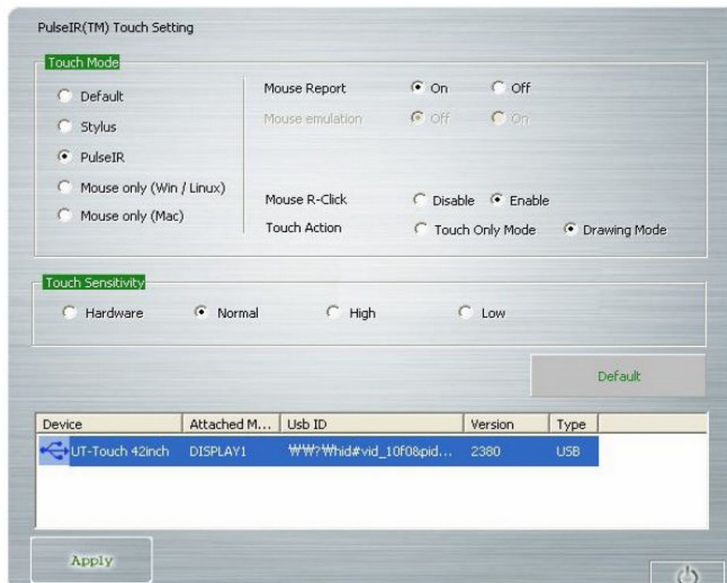 PulseIR(TM) Touch Setting
Touch Mode
Default
Stylus
PulseIR
Mouse only (Win / Linux)
Mouse only (Mac)
Mouse Report On Off
Mouse emulation Off On
Mouse R-Click Disable Enable
Touch Action Touch Only Mode Drawing Mode
Touch Sensitivity
Hardware Normal High Low
Default
Device Attached M... Usb ID Version Type
UT-Touch 42inch DISPLAY1 ₩₩?₩hid#vid_10f0&pid... 2380 USB
Apply